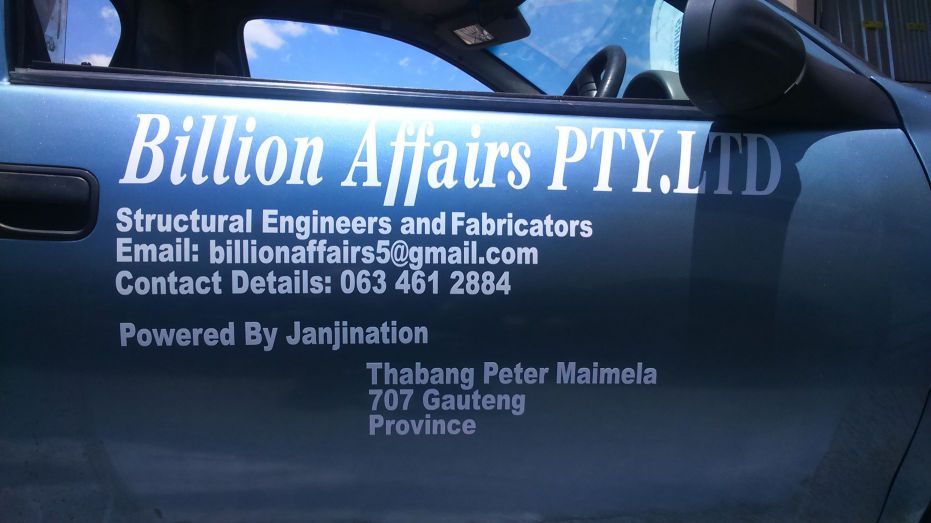 Billion Affairs PTY.LTD
Structural Engineers and Fabricators
Email: billionaffairs5@gmail.com
Contact Details: 063 461 2884
Powered By Janjination
Thabang Peter Maimela
707 Gauteng
Province